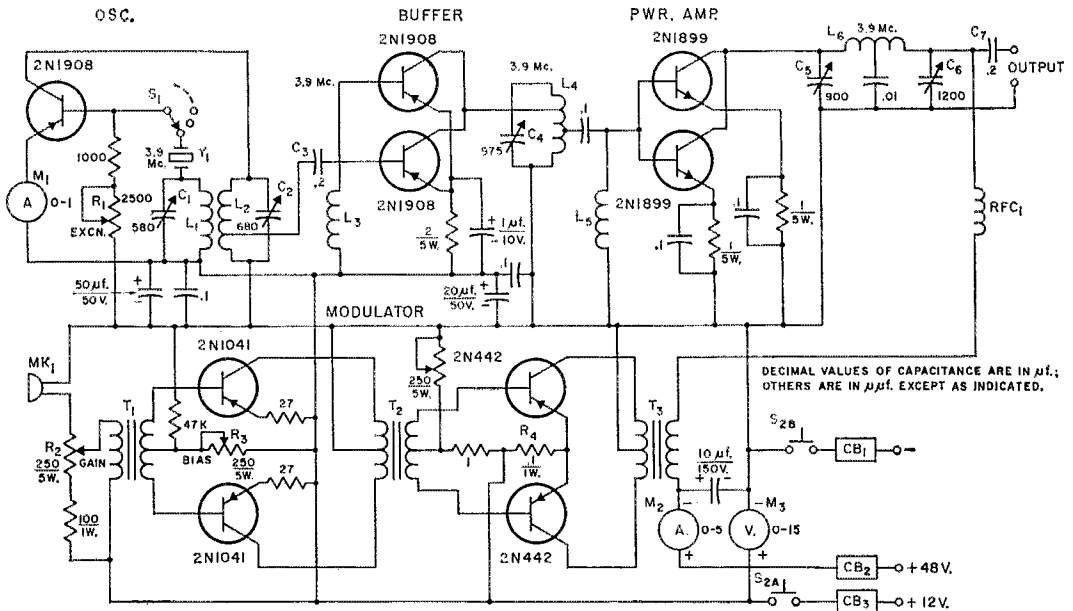 OSC.
BUFFER
PWR. AMP.
2N1908
S1
1000
3.9 Mc.
Y1
M1
A
0-1
R1
2500
EXCN.
C1
580
L1
L2
C2
680
50 μf.
50V.
.1
C3
.2
3.9 Mc.
2N1908
2N1908
L3
2
5W.
1 μf.
10V.
20 μf.
50V.
.1
3.9 Mc.
L4
C4
975
.1
L5
2N1899
2N1899
.1
1
5W.
.1
1
5W.
C5
900
L6
3.9 Mc.
.01
C6
1200
C7
.2
OUTPUT
RFC1
MODULATOR
MK1
R2
250
5W.
GAIN
100
1W.
T1
47K
BIAS
R3
250
5W.
2N1041
27
27
2N1041
T2
250
5W.
2N442
1
R4
1
1W.
2N442
T3
DECIMAL VALUES OF CAPACITANCE ARE IN μf.;
OTHERS ARE IN μμf. EXCEPT AS INDICATED.
10 μf.
150V.
+ -
M2
A.
0-5
- +
M3
V.
0-15
- +
S2B
CB1
-
CB2
+48V.
S2A
CB3
+12V.